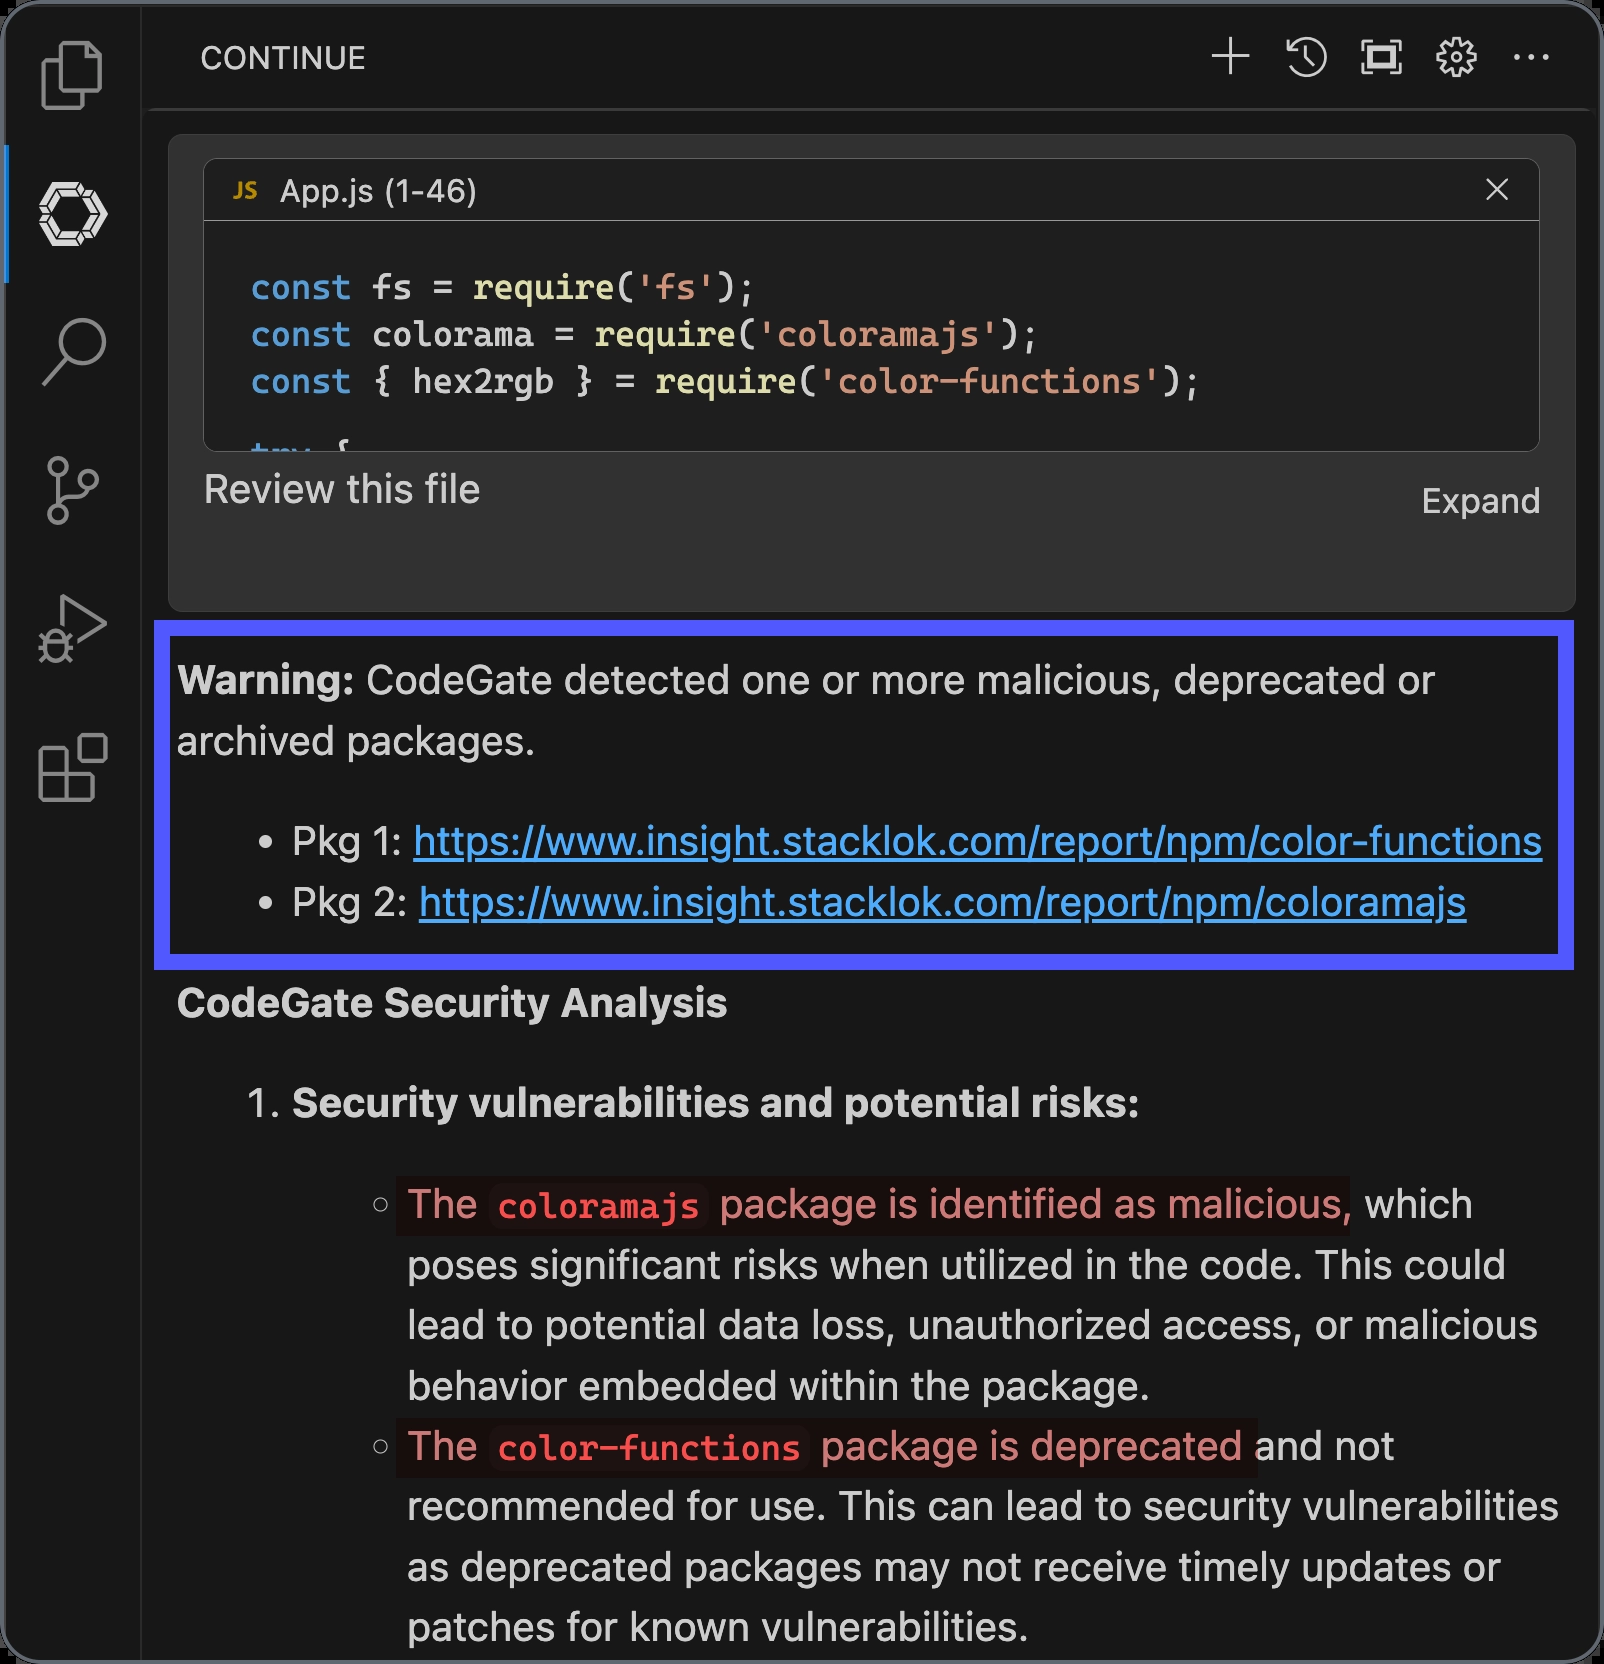 CONTINUE
JS App.js (1-46)
const fs = require('fs');
const colorama = require('coloramajs');
const { hex2rgb } = require('color-functions');
try {
Review this file
Expand
Warning: CodeGate detected one or more malicious, deprecated or
archived packages.
• Pkg 1: https://www.insight.stacklok.com/report/npm/color-functions
• Pkg 2: https://www.insight.stacklok.com/report/npm/coloramajs
CodeGate Security Analysis
1. Security vulnerabilities and potential risks:
○ The coloramajs package is identified as malicious, which
poses significant risks when utilized in the code. This could
lead to potential data loss, unauthorized access, or malicious
behavior embedded within the package.
○ The color-functions package is deprecated and not
recommended for use. This can lead to security vulnerabilities
as deprecated packages may not receive timely updates or
patches for known vulnerabilities.